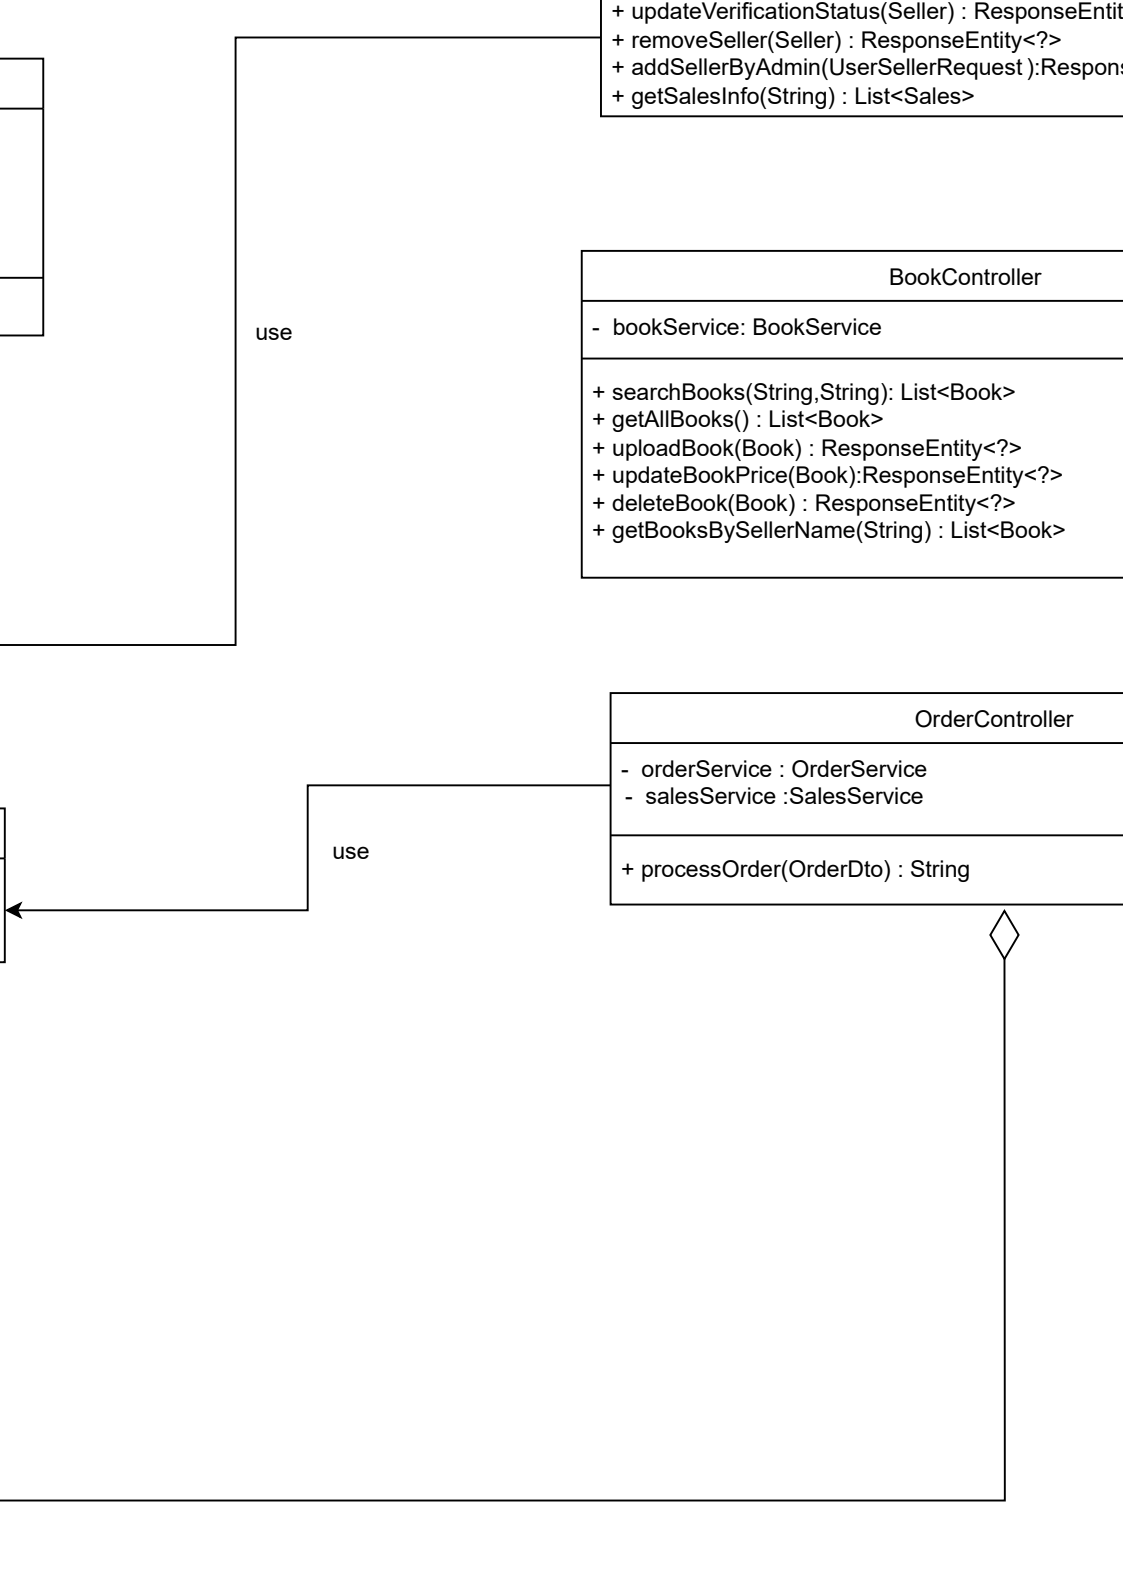 + updateVerificationStatus(Seller) : ResponseEntit
+ removeSeller(Seller) : ResponseEntity<?>
+ addSellerByAdmin(UserSellerRequest ):Respons
+ getSalesInfo(String) : List<Sales>
use
BookController
- bookService: BookService
+ searchBooks(String,String): List<Book>
+ getAllBooks() : List<Book>
+ uploadBook(Book) : ResponseEntity<?>
+ updateBookPrice(Book):ResponseEntity<?>
+ deleteBook(Book) : ResponseEntity<?>
+ getBooksBySellerName(String) : List<Book>
OrderController
- orderService : OrderService
- salesService :SalesService
use
+ processOrder(OrderDto) : String